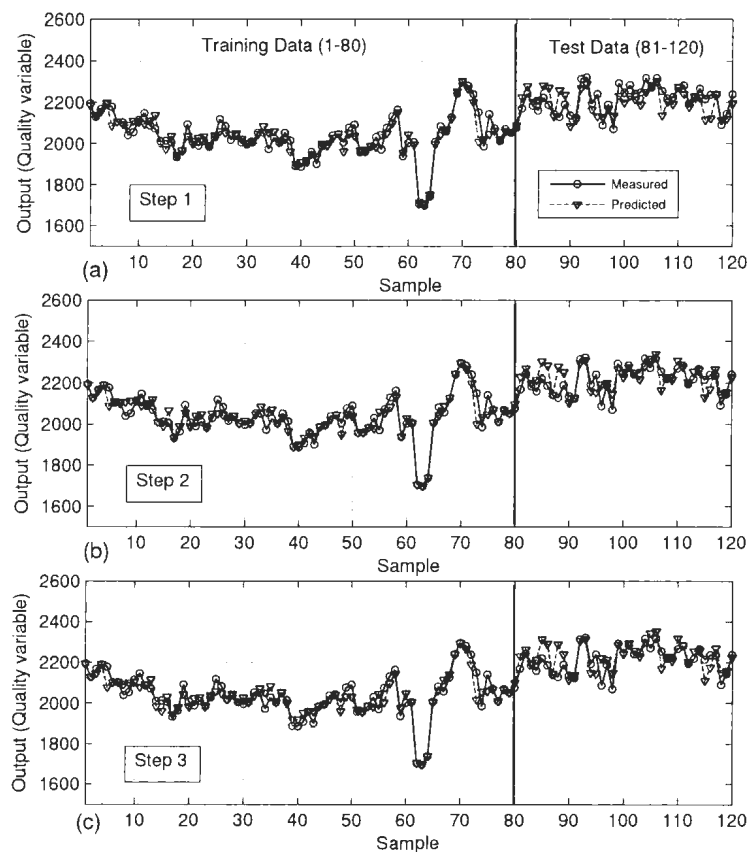 2600
2400
2200
2000
1800
1600
Output (Quality variable)
Training Data (1-80)
Test Data (81-120)
Step 1
Measured
Predicted
(a)
10 20 30 40 50 60 70 80 90 100 110 120
Sample
2600
2400
2200
2000
1800
1600
Output (Quality variable)
Step 2
(b)
10 20 30 40 50 60 70 80 90 100 110 120
Sample
2600
2400
2200
2000
1800
1600
Output (Quality variable)
Step 3
(c)
10 20 30 40 50 60 70 80 90 100 110 120
Sample